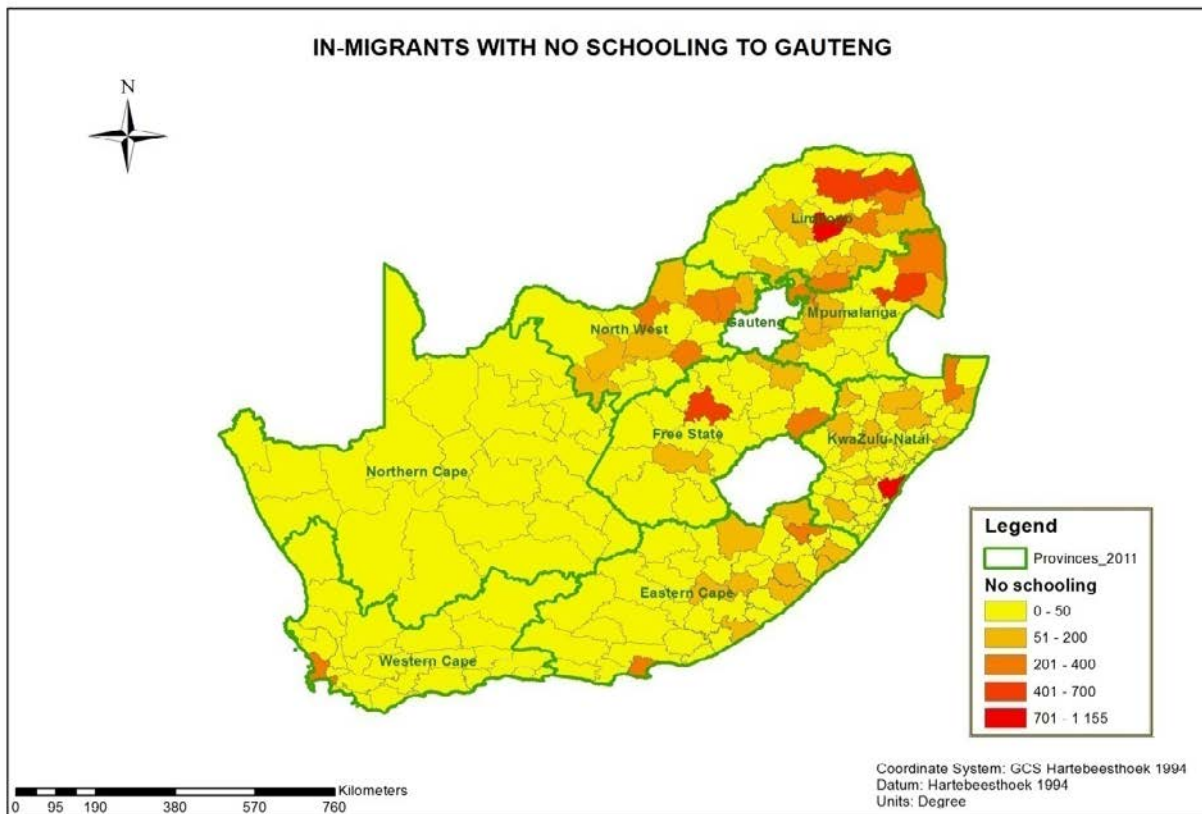 IN-MIGRANTS WITH NO SCHOOLING TO GAUTENG
N
Limpopo
Mpumalanga
Gauteng
North West
Free State
KwaZulu-Natal
Northern Cape
Eastern Cape
Western Cape
Legend
Provinces_2011
No schooling
0 - 50
51 - 200
201 - 400
401 - 700
701 - 1 155
Coordinate System: GCS Hartebeesthoek 1994
Datum: Hartebeesthoek 1994
Units: Degree
Kilometers
0 95 190 380 570 760